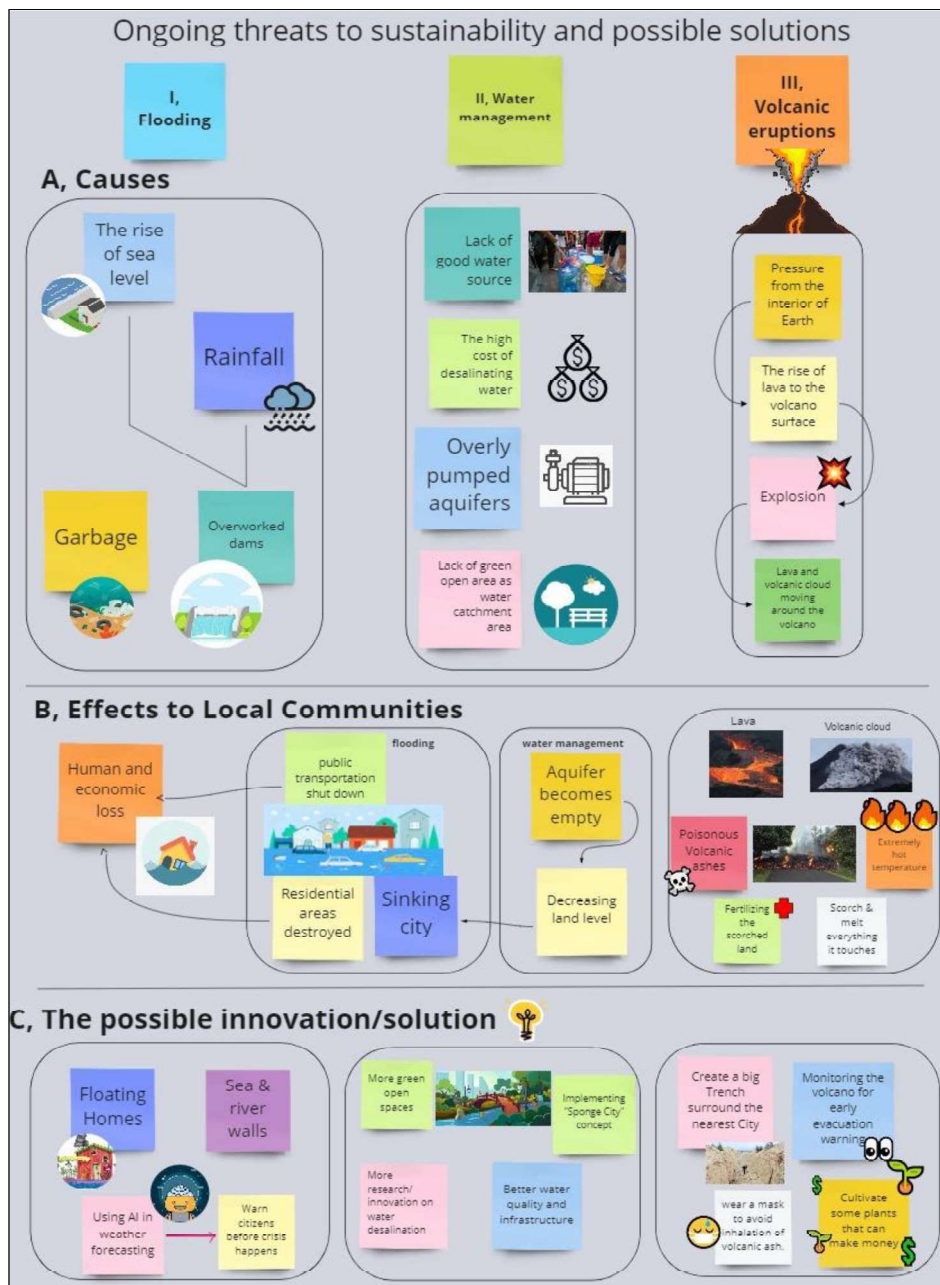 Ongoing threats to sustainability and possible solutions
I,
Flooding
II, Water
management
III,
Volcanic
eruptions
A, Causes
The rise
of sea
level
Rainfall
Garbage
Overworked
dams
Lack of
good water
source
The high
cost of
desalinating
water
Overly
pumped
aquifers
Lack of green
open area as
water
catchment
area
Pressure
from the
interior of
Earth
The rise of
lava to the
volcano
surface
Explosion
Lava and
volcanic cloud
moving
around the
volcano
B, Effects to Local Communities
Human and
economic
loss
flooding
public
transportation
shut down
Residential
areas
destroyed
Sinking
city
water management
Aquifer
becomes
empty
Decreasing
land level
Lava
Volcanic cloud
Poisonous
Volcanic
ashes
Extremely
hot
temperature
Fertilizing
the
scorched
land
Scorch &
melt
everything
it touches
C, The possible innovation/solution
Floating
Homes
Sea &
river
walls
Using AI in
weather
forecasting
Warn
citizens
before crisis
happens
More green
open
spaces
Implementing
"Sponge City"
concept
More
research/
innovation on
water
desalination
Better water
quality and
infrastructure
Create a big
Trench
surround the
nearest City
Monitoring the
volcano for
early
evacuation
warning
wear a mask
to avoid
inhalation of
volcanic ash.
Cultivate
some plants
that can
make money